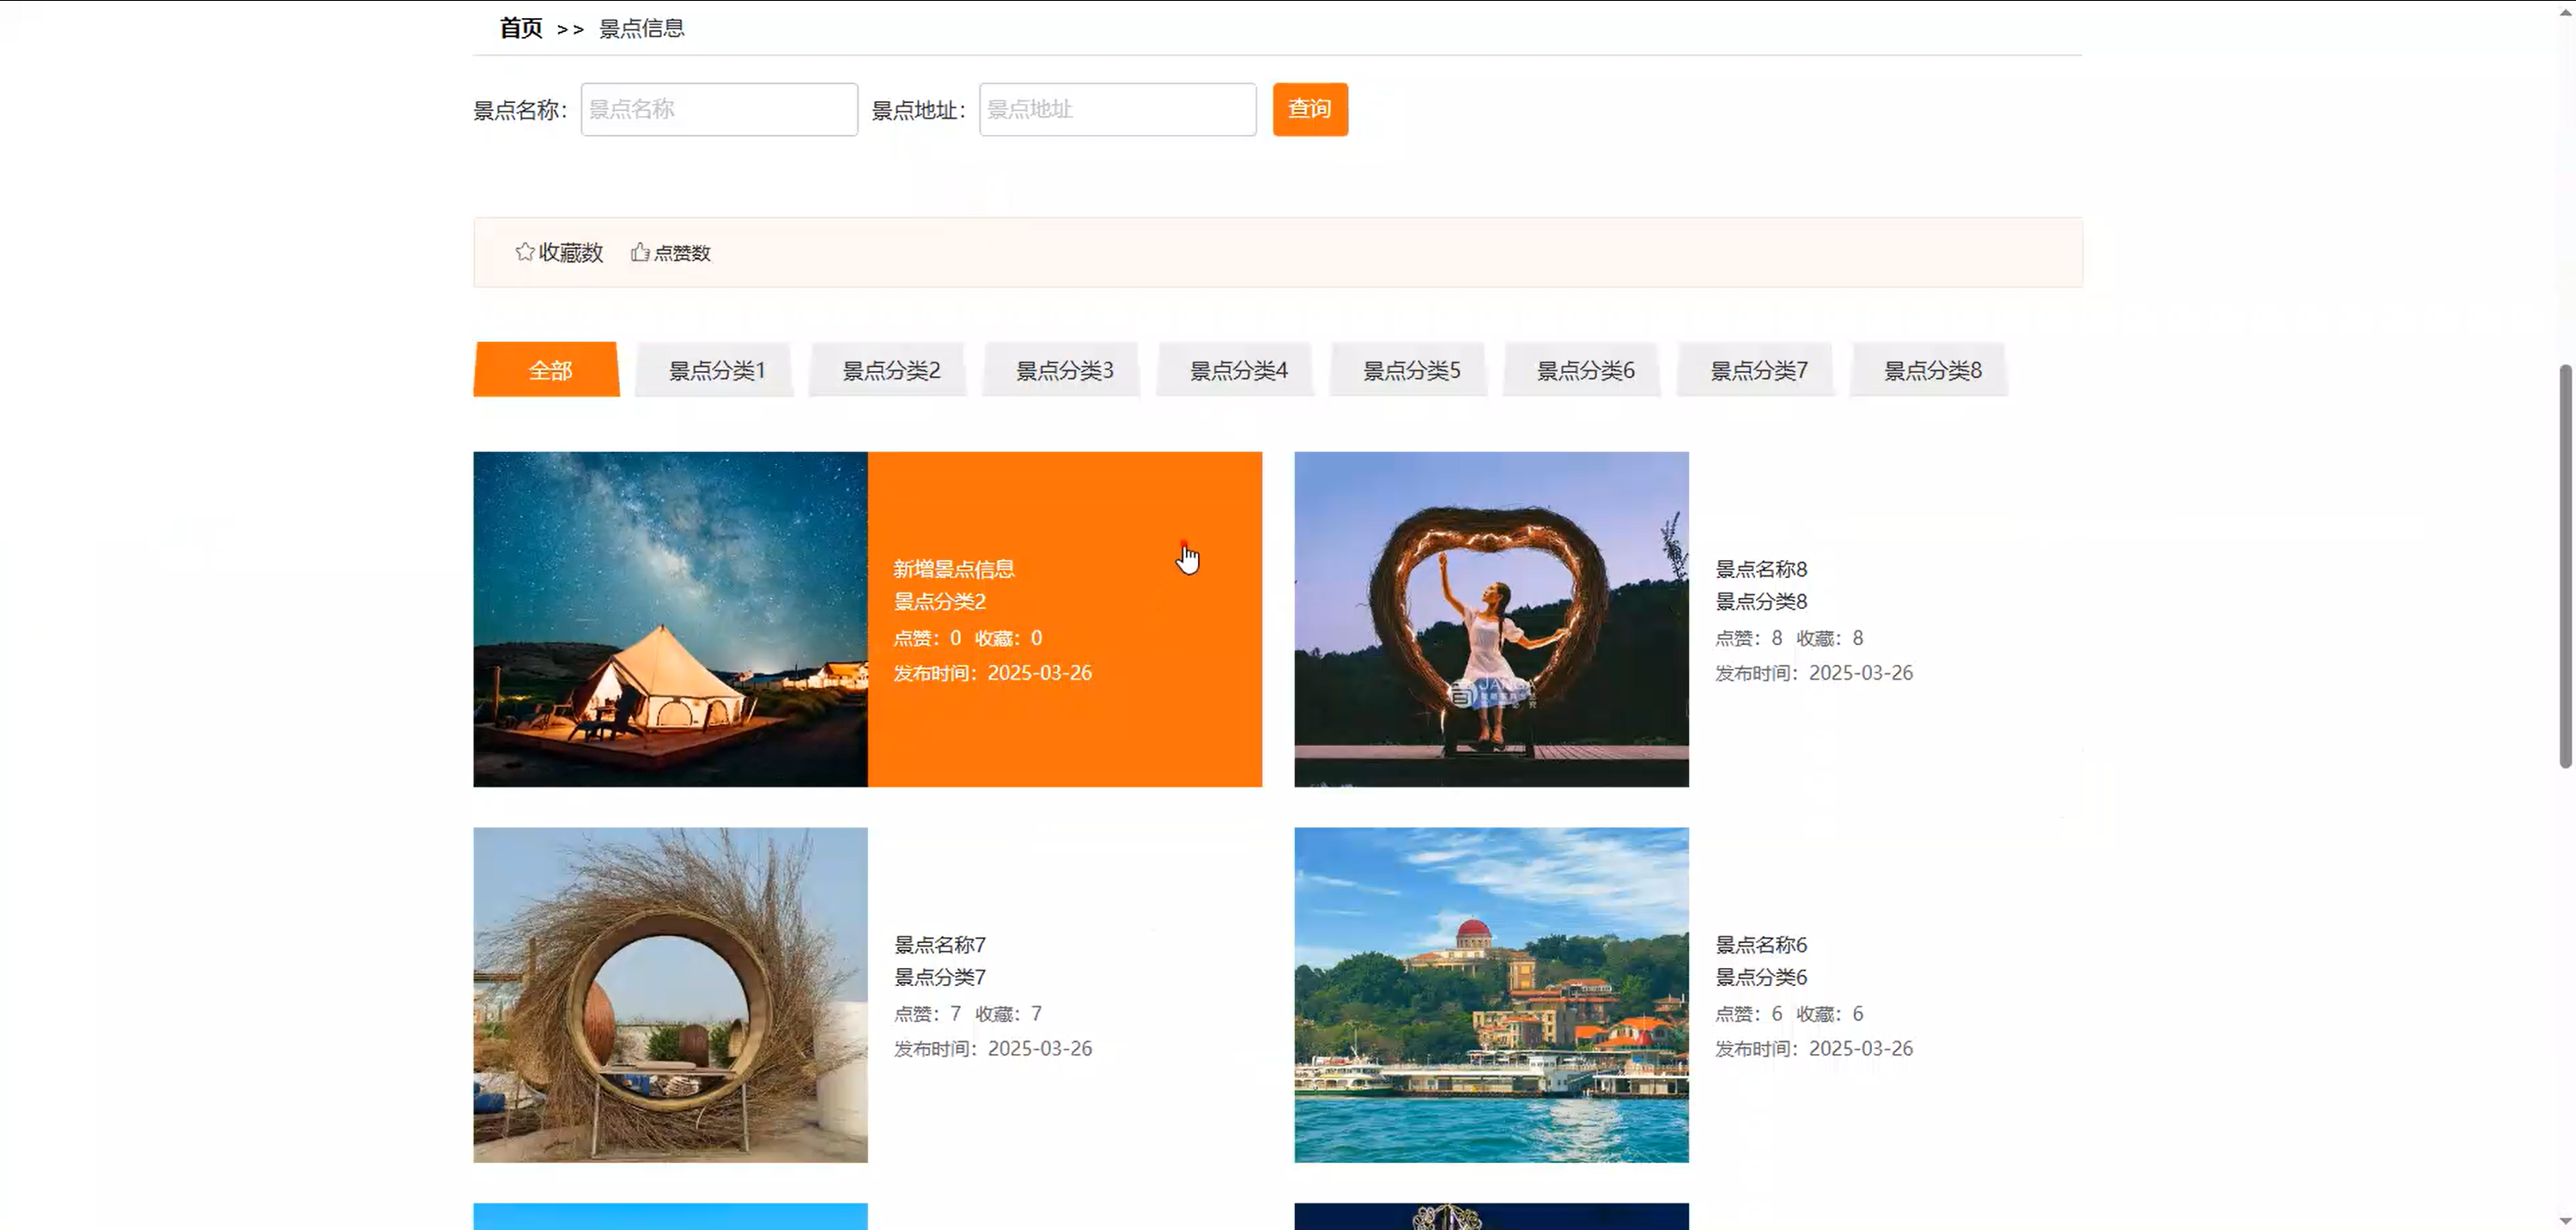 首页 >> 景点信息
景点名称： 景点名称 景点地址： 景点地址 查询
收藏数 点赞数
全部 景点分类1 景点分类2 景点分类3 景点分类4 景点分类5 景点分类6 景点分类7 景点分类8
新增景点信息
景点分类2
点赞：0 收藏：0
发布时间：2025-03-26
景点名称8
景点分类8
点赞：8 收藏：8
发布时间：2025-03-26
景点名称7
景点分类7
点赞：7 收藏：7
发布时间：2025-03-26
景点名称6
景点分类6
点赞：6 收藏：6
发布时间：2025-03-26